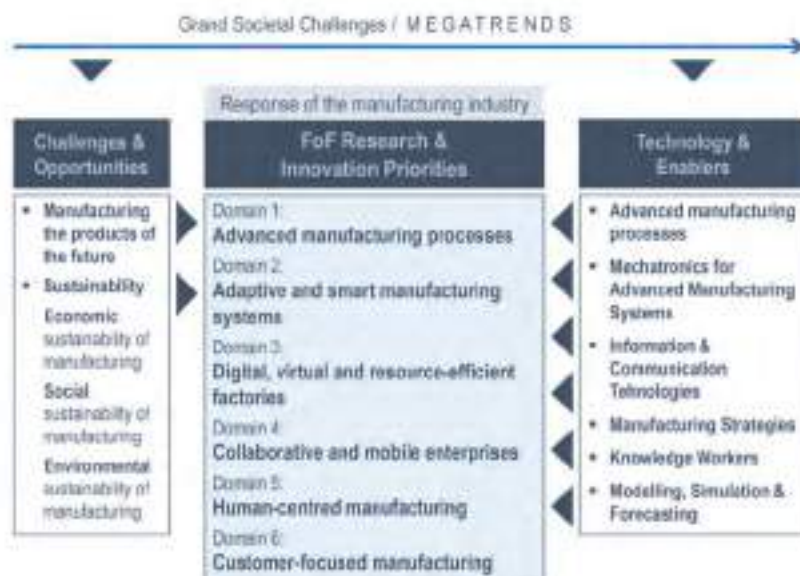 Grand Societal Challenges / MEGATRENDS
Response of the manufacturing industry
Challenges &
Opportunities
• Manufacturing
the products of
the future
• Sustainability
Economic
sustainability of
manufacturing
Social
sustainability of
manufacturing
Environmental
sustainability of
manufacturing
FoF Research &
Innovation Priorities
Domain 1:
Advanced manufacturing processes
Domain 2:
Adaptive and smart manufacturing
systems
Domain 3:
Digital, virtual and resource-efficient
factories
Domain 4:
Collaborative and mobile enterprises
Domain 5:
Human-centred manufacturing
Domain 6:
Customer-focused manufacturing
Technology &
Enablers
• Advanced manufacturing
processes
• Mechatronics for
Advanced Manufacturing
Systems
• Information &
Communication
Tehnologies
• Manufacturing Strategies
• Knowledge Workers
• Modelling, Simulation &
Forecasting